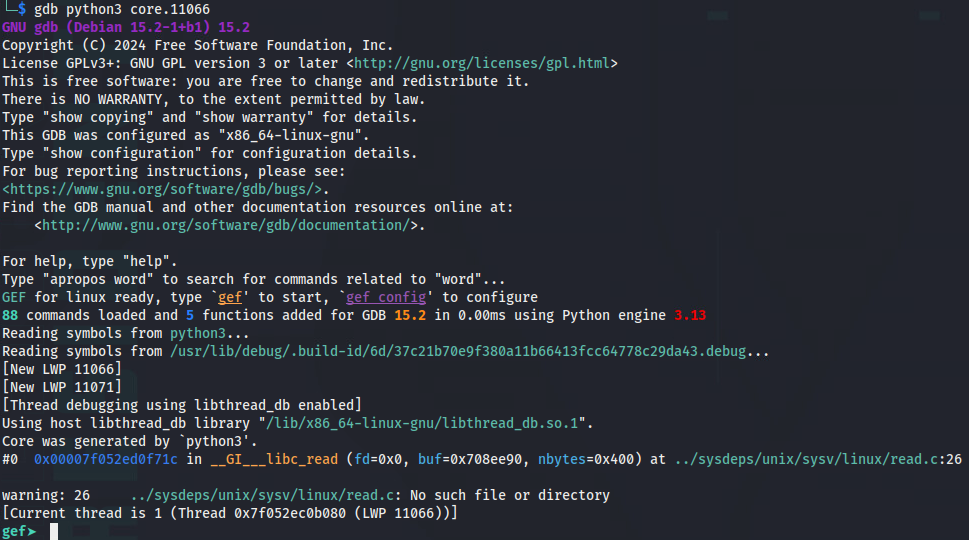 └─$ gdb python3 core.11066
GNU gdb (Debian 15.2-1+b1) 15.2
Copyright (C) 2024 Free Software Foundation, Inc.
License GPLv3+: GNU GPL version 3 or later <http://gnu.org/licenses/gpl.html>
This is free software: you are free to change and redistribute it.
There is NO WARRANTY, to the extent permitted by law.
Type "show copying" and "show warranty" for details.
This GDB was configured as "x86_64-linux-gnu".
Type "show configuration" for configuration details.
For bug reporting instructions, please see:
<https://www.gnu.org/software/gdb/bugs/>.
Find the GDB manual and other documentation resources online at:
    <http://www.gnu.org/software/gdb/documentation/>.
For help, type "help".
Type "apropos word" to search for commands related to "word"...
GEF for linux ready, type `gef' to start, `gef config' to configure
88 commands loaded and 5 functions added for GDB 15.2 in 0.00ms using Python engine 3.13
Reading symbols from python3...
Reading symbols from /usr/lib/debug/.build-id/6d/37c21b70e9f380a11b66413fcc64778c29da43.debug...
[New LWP 11066]
[New LWP 11071]
[Thread debugging using libthread_db enabled]
Using host libthread_db library "/lib/x86_64-linux-gnu/libthread_db.so.1".
Core was generated by `python3'.
#0  0x00007f052ed0f71c in __GI___libc_read (fd=0x0, buf=0x708ee90, nbytes=0x400) at ../sysdeps/unix/sysv/linux/read.c:26
warning: 26     ../sysdeps/unix/sysv/linux/read.c: No such file or directory
[Current thread is 1 (Thread 0x7f052ec0b080 (LWP 11066))]
gef➤